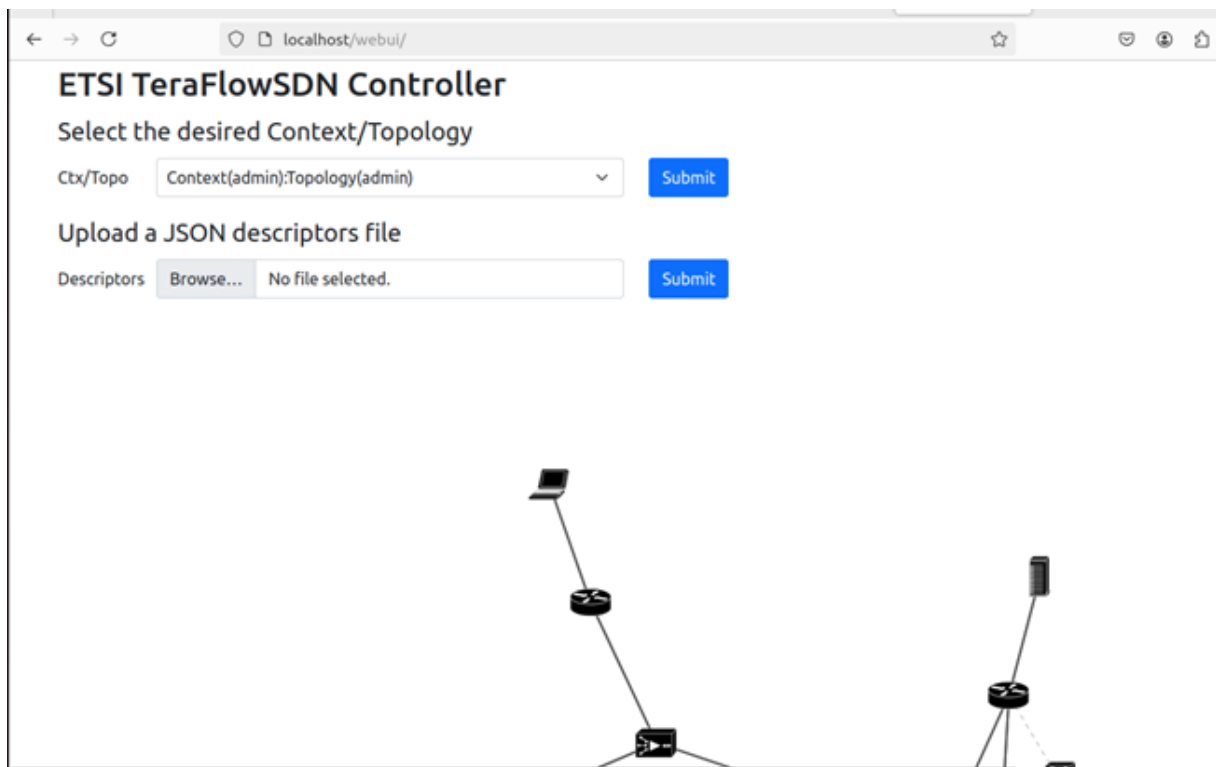 localhost/webui/
ETSI TeraFlowSDN Controller
Select the desired Context/Topology
Ctx/Topo Context(admin):Topology(admin) Submit
Upload a JSON descriptors file
Descriptors Browse... No file selected. Submit